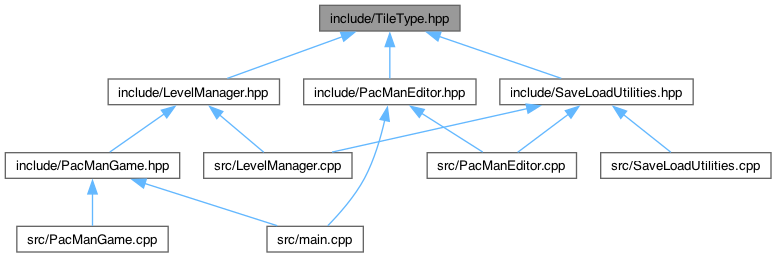 include/TileType.hpp
include/LevelManager.hpp
include/PacManEditor.hpp
include/SaveLoadUtilities.hpp
include/PacManGame.hpp
src/LevelManager.cpp
src/PacManEditor.cpp
src/SaveLoadUtilities.cpp
src/PacManGame.cpp
src/main.cpp